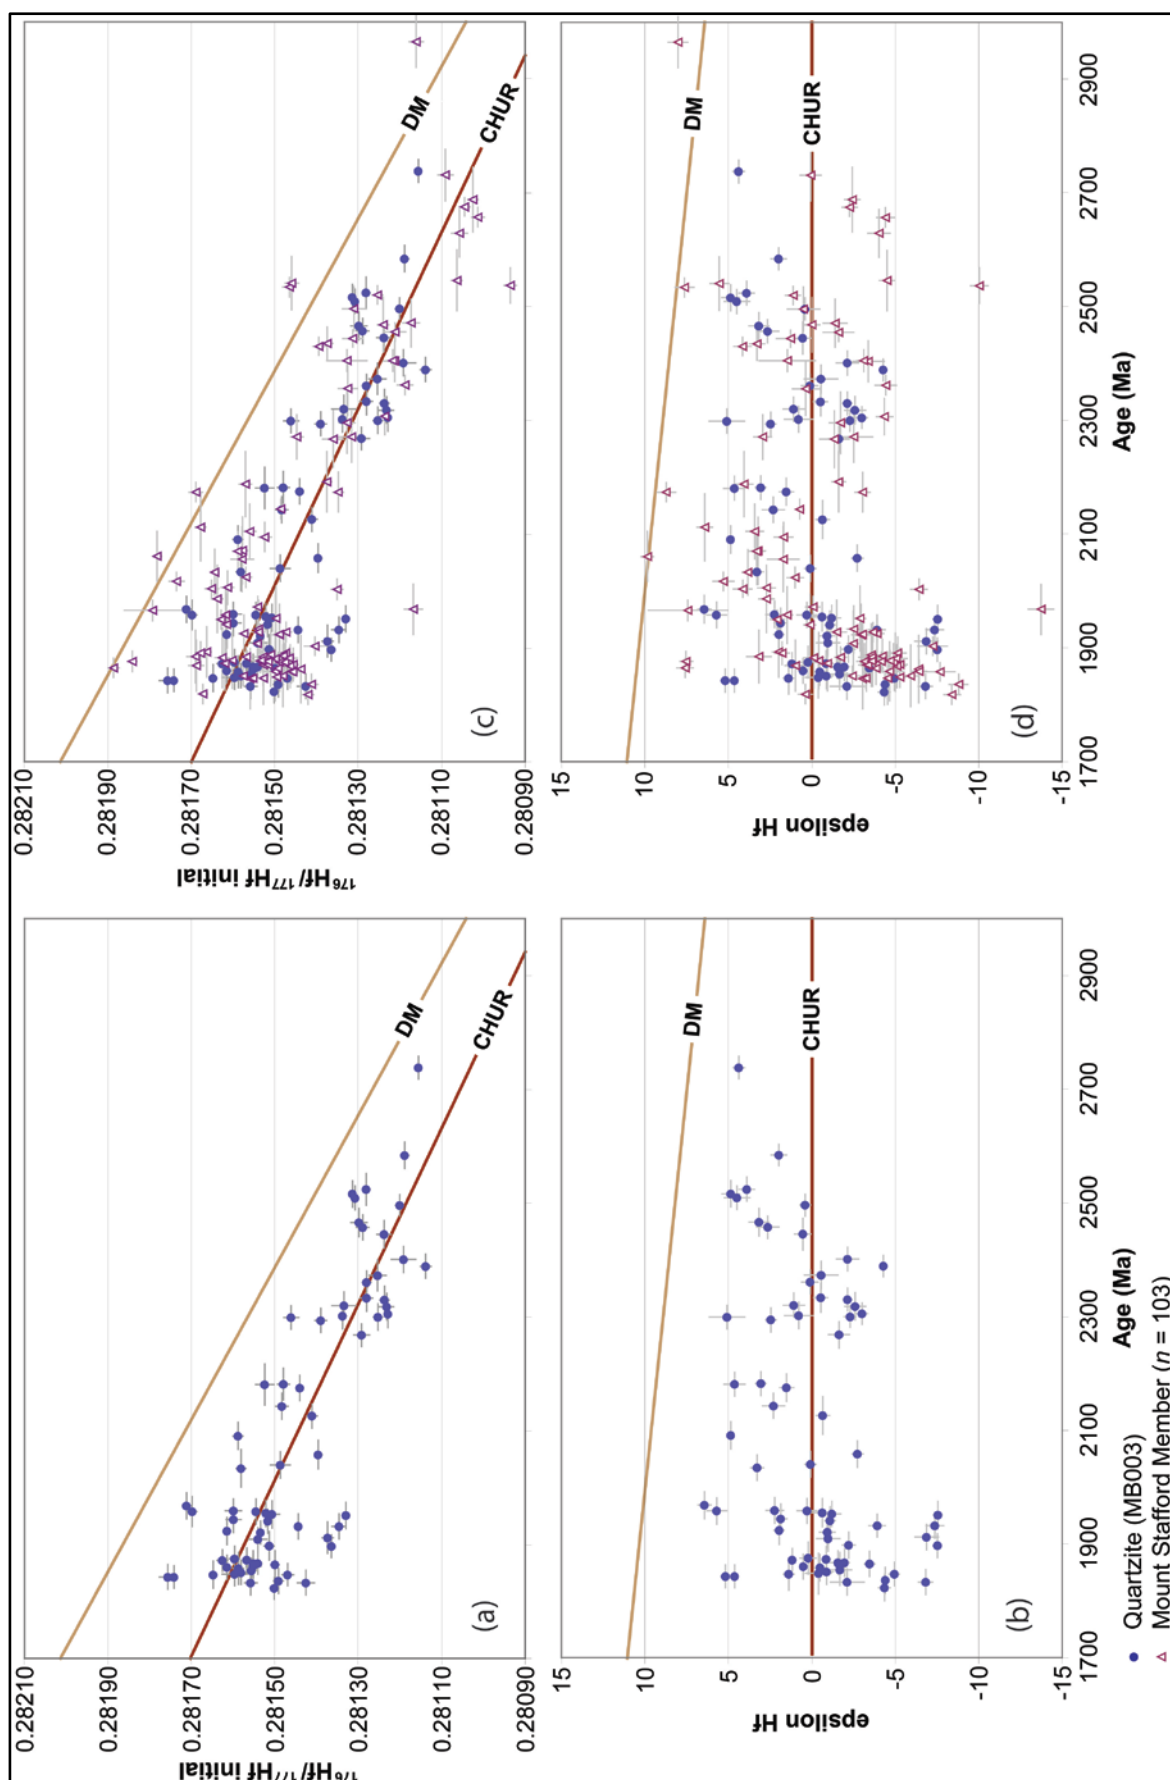 0.28210
0.28190
0.28170
0.28150
0.28130
0.28110
0.28090
¹⁷⁶Hf/¹⁷⁷Hf initial
DM
CHUR
(a)
15
10
5
0
-5
-10
-15
epsilon Hf
DM
CHUR
(b)
1700
1900
2100
2300
2500
2700
2900
Age (Ma)
0.28210
0.28190
0.28170
0.28150
0.28130
0.28110
0.28090
¹⁷⁶Hf/¹⁷⁷Hf initial
DM
CHUR
(c)
15
10
5
0
-5
-10
-15
epsilon Hf
DM
CHUR
(d)
1700
1900
2100
2300
2500
2700
2900
Age (Ma)
Quartzite (MB003)
Mount Stafford Member (n = 103)